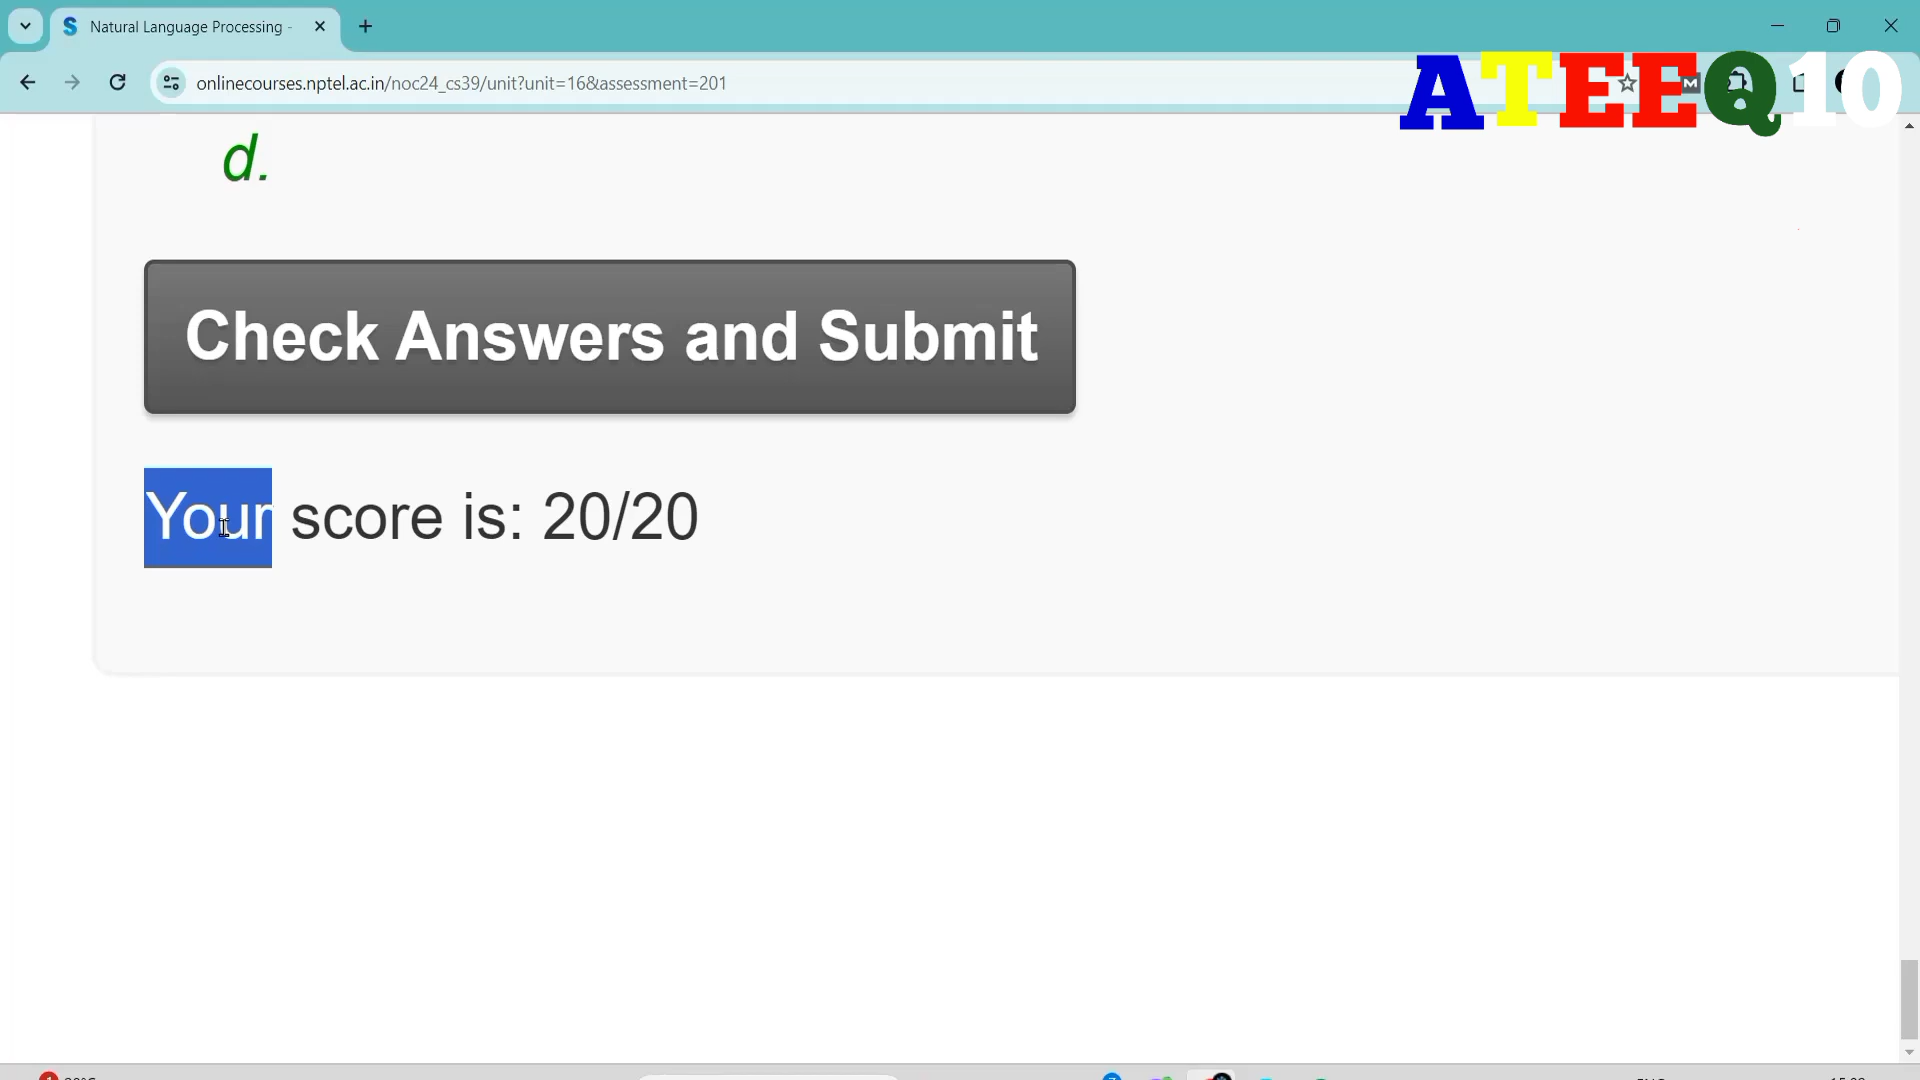 Natural Language Processing -
onlinecourses.nptel.ac.in/noc24_cs39/unit?unit=16&assessment=201
ATEEQ10
d.
Check Answers and Submit
Your score is: 20/20